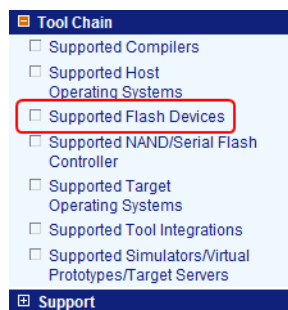 Tool Chain
Supported Compilers
Supported Host
Operating Systems
Supported Flash Devices
Supported NAND/Serial Flash
Controller
Supported Target
Operating Systems
Supported Tool Integrations
Supported Simulators/Virtual
Prototypes/Target Servers
Support